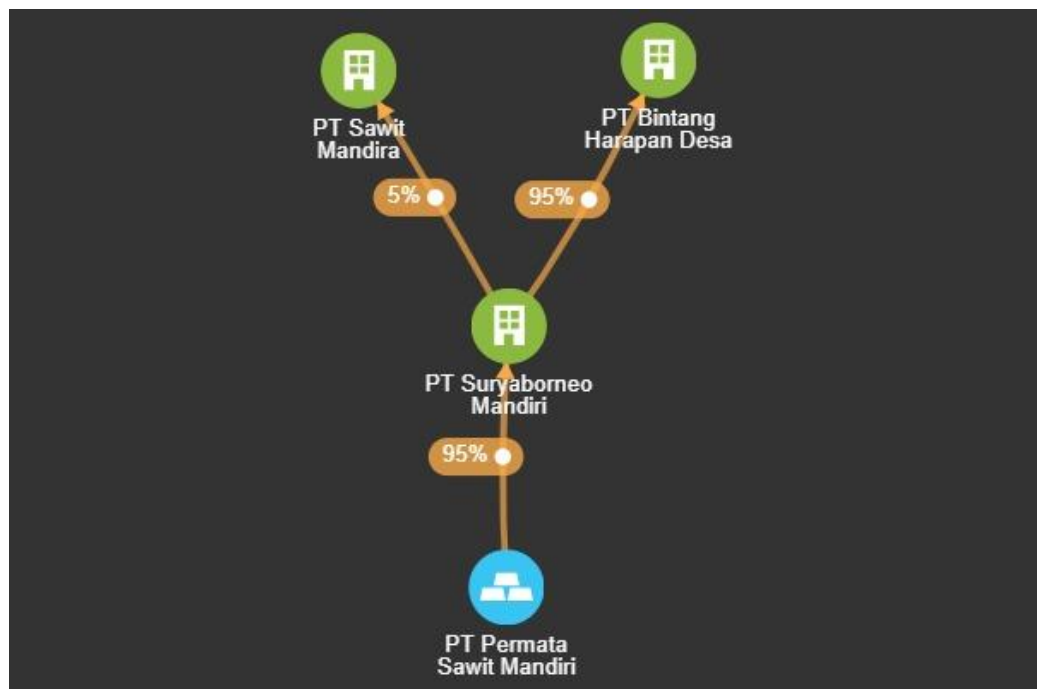 PT Sawit
Mandira
PT Bintang
Harapan Desa
5%
95%
PT Suryaborneo
Mandiri
95%
PT Permata
Sawit Mandiri